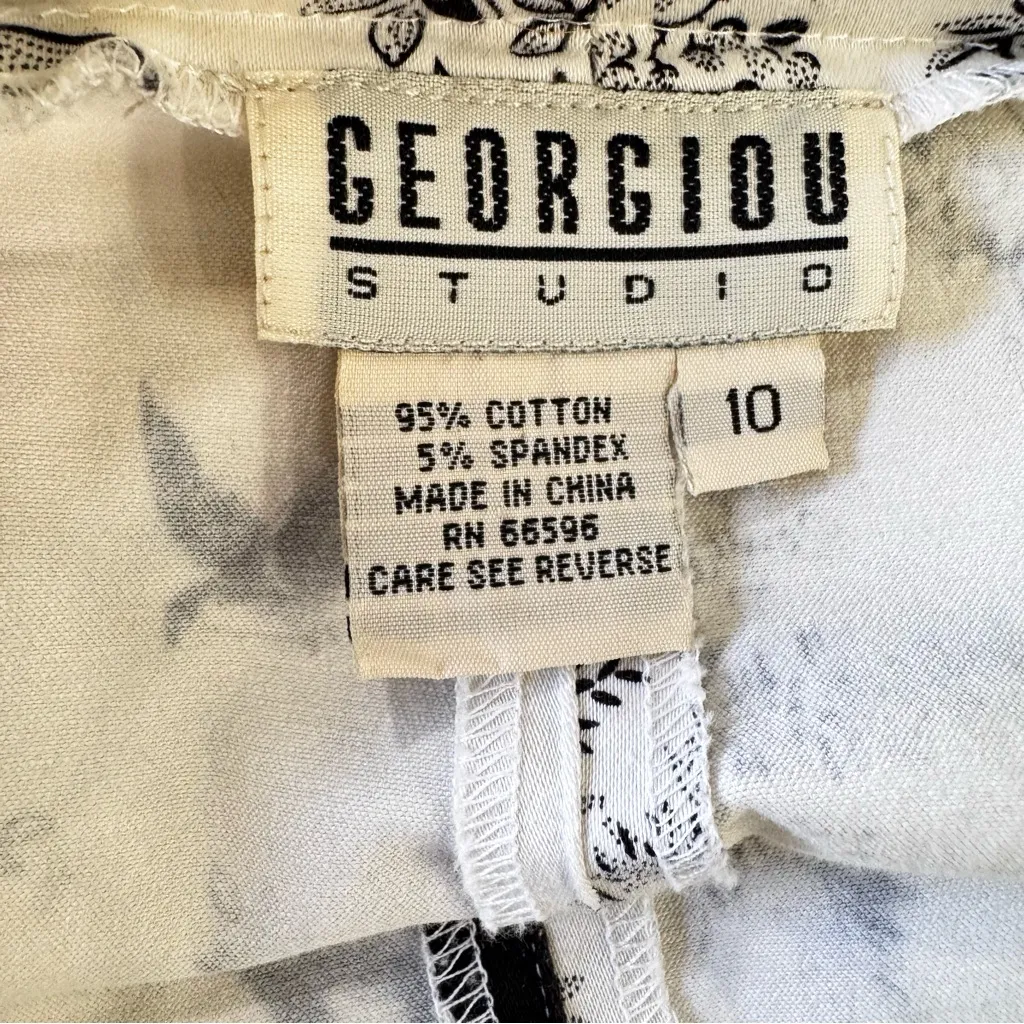 GEORGIOU
STUDIO
95% COTTON
5% SPANDEX
MADE IN CHINA
RN 66596
CARE SEE REVERSE
10